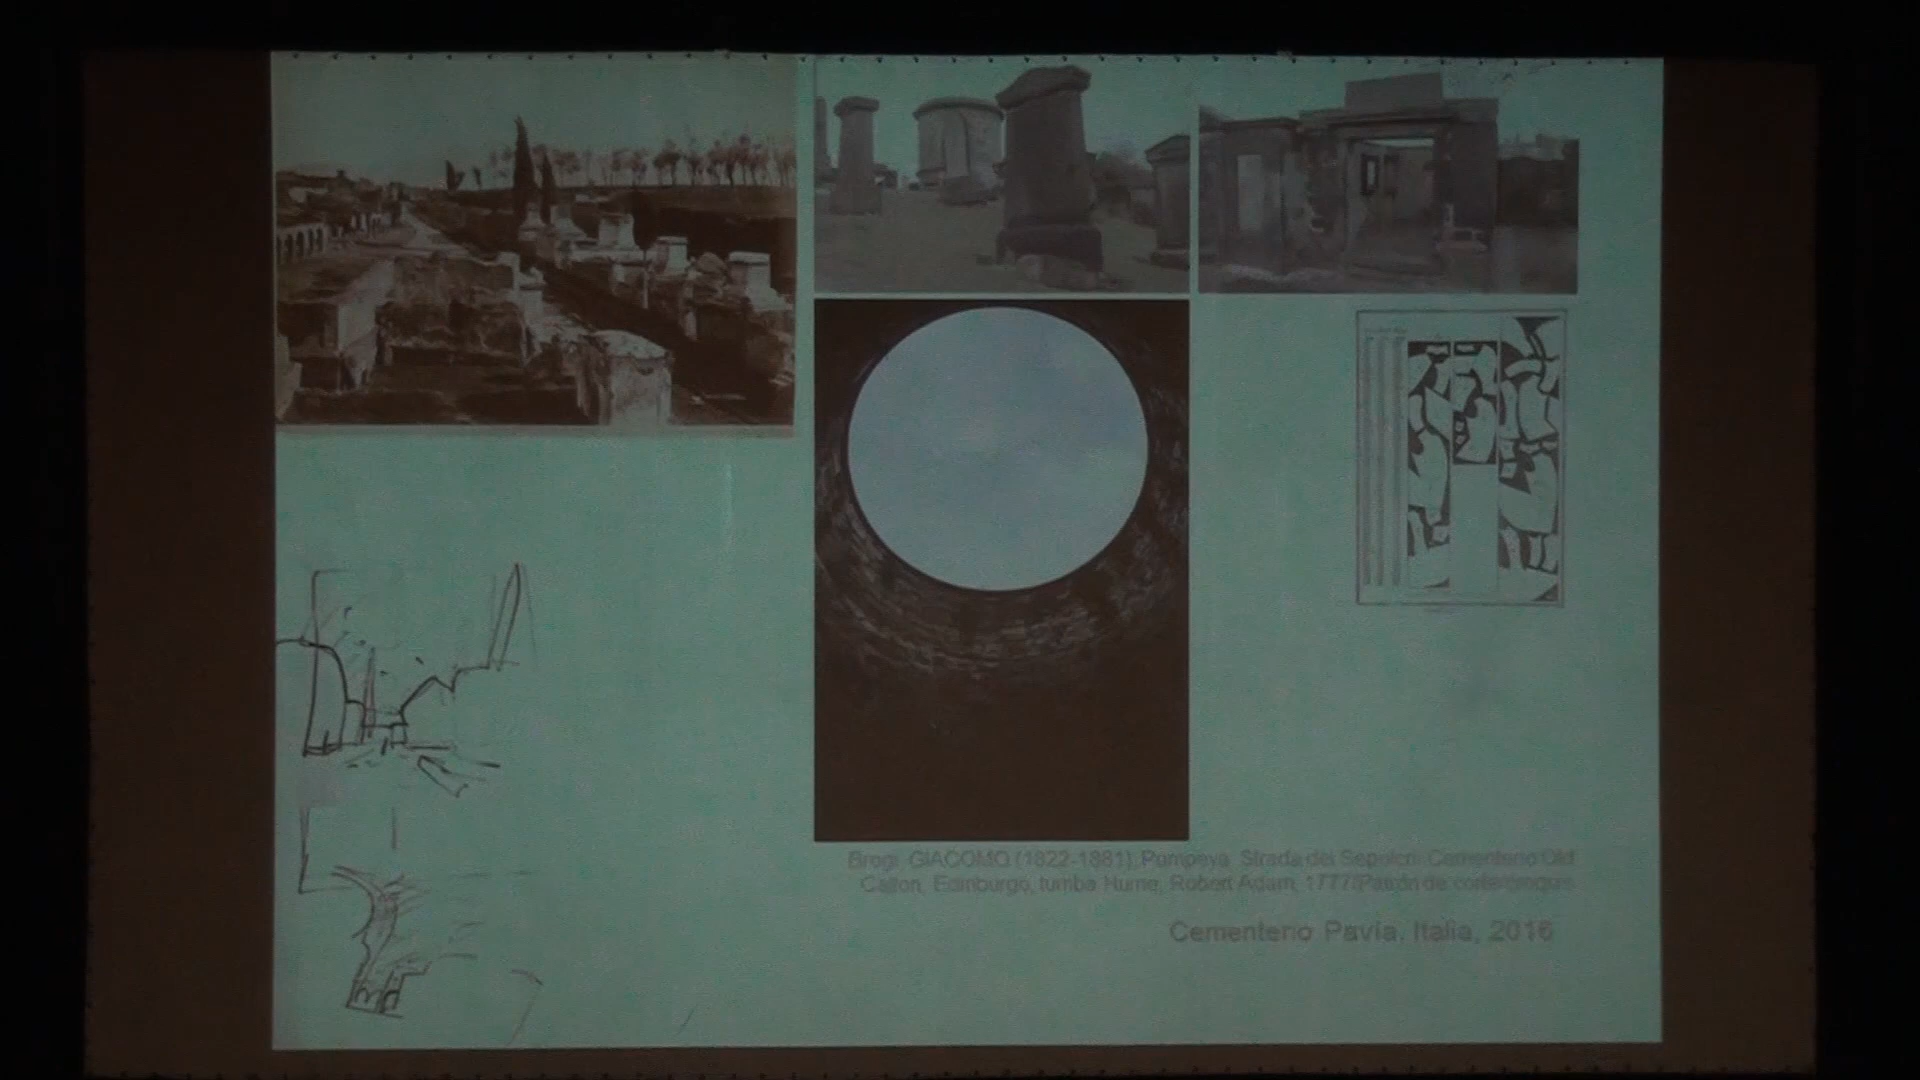 Brogi, GIACOMO (1822-1881), Pompeya, Strada dei Sepolcri. Cementerio Old
Calton, Edimburgo, tumba Hume, Robert Adam, 1777/Patrón de
Cementerio Pavía, Italia, 2016